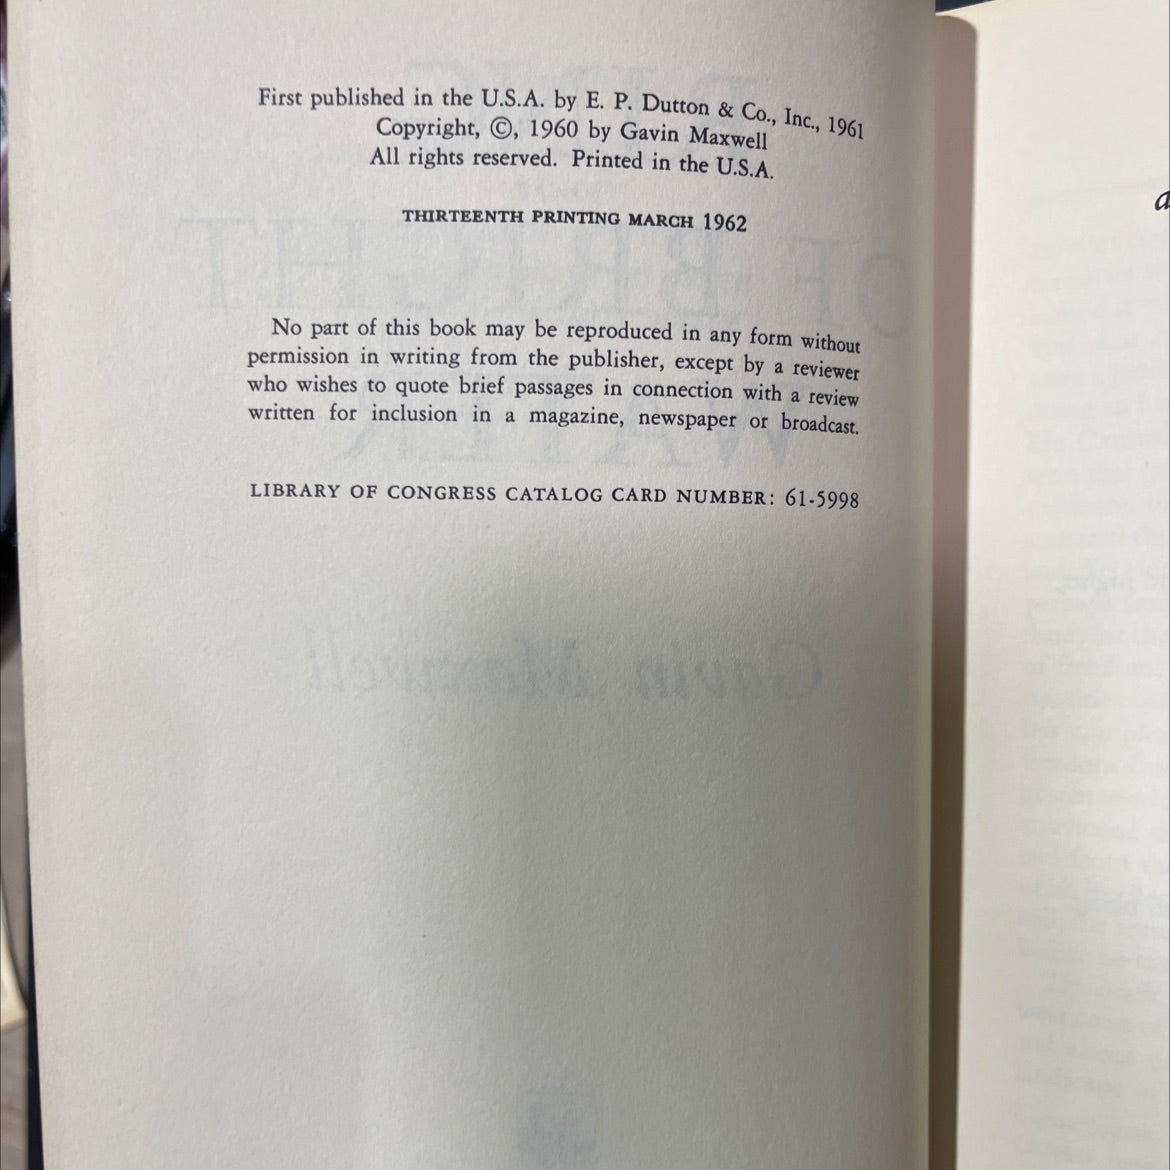 First published in the U.S.A. by E. P. Dutton & Co., Inc., 1961
Copyright, ©, 1960 by Gavin Maxwell
All rights reserved. Printed in the U.S.A.
THIRTEENTH PRINTING MARCH 1962
No part of this book may be reproduced in any form without
permission in writing from the publisher, except by a reviewer
who wishes to quote brief passages in connection with a review
written for inclusion in a magazine, newspaper or broadcast.
LIBRARY OF CONGRESS CATALOG CARD NUMBER: 61-5998